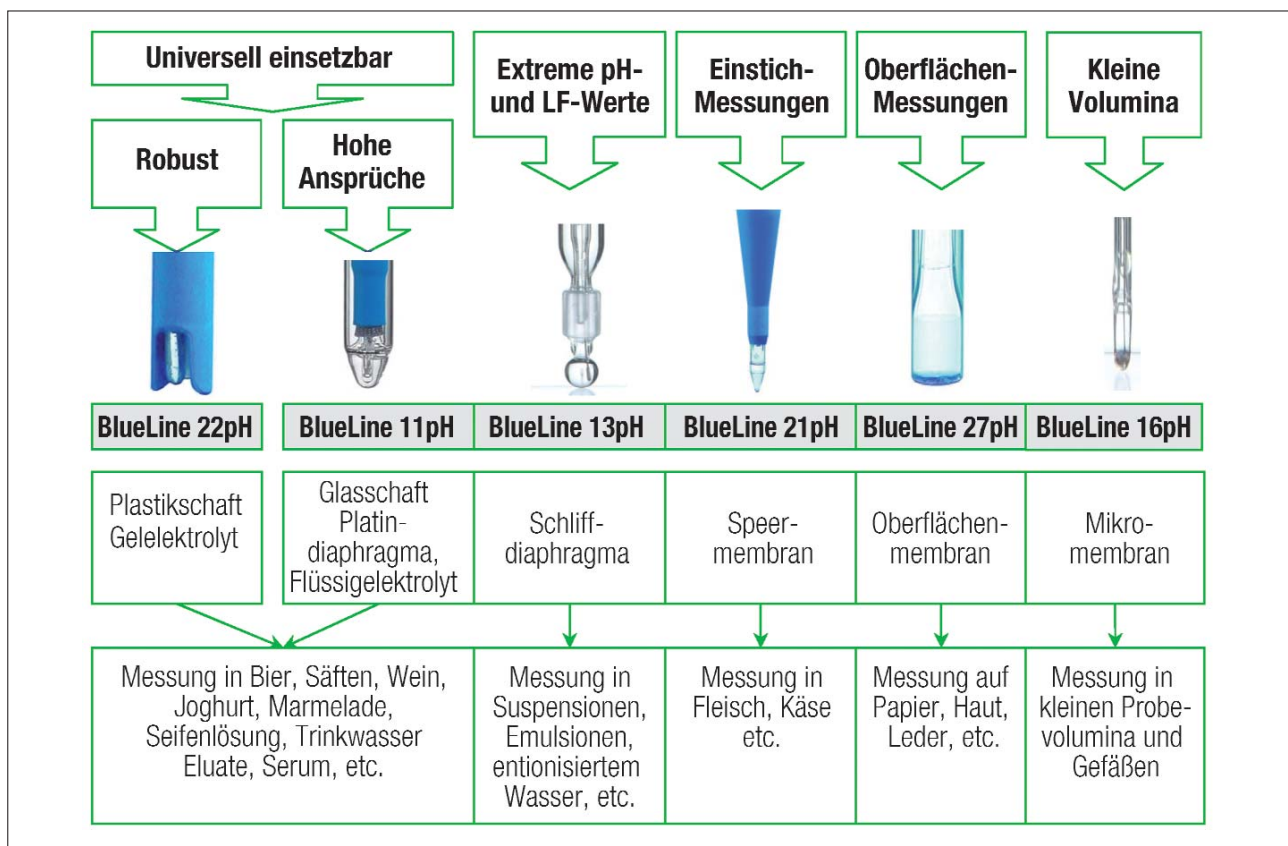 Universell einsetzbar
Robust
Hohe
Ansprüche
Extreme pH-
und LF-Werte
Einstich-
Messungen
Oberflächen-
Messungen
Kleine
Volumina
BlueLine 22pH
BlueLine 11pH
BlueLine 13pH
BlueLine 21pH
BlueLine 27pH
BlueLine 16pH
Plastikschaft
Gelelektrolyt
Glasschaft
Platin-
diaphragma,
Flüssigelektrolyt
Schliff-
diaphragma
Speer-
membran
Oberflächen-
membran
Mikro-
membran
Messung in Bier, Säften, Wein,
Joghurt, Marmelade,
Seifenlösung, Trinkwasser
Eluate, Serum, etc.
Messung in
Suspensionen,
Emulsionen,
entionisiertem
Wasser, etc.
Messung in
Fleisch, Käse
etc.
Messung auf
Papier, Haut,
Leder, etc.
Messung in
kleinen Probe-
volumina und
Gefäßen